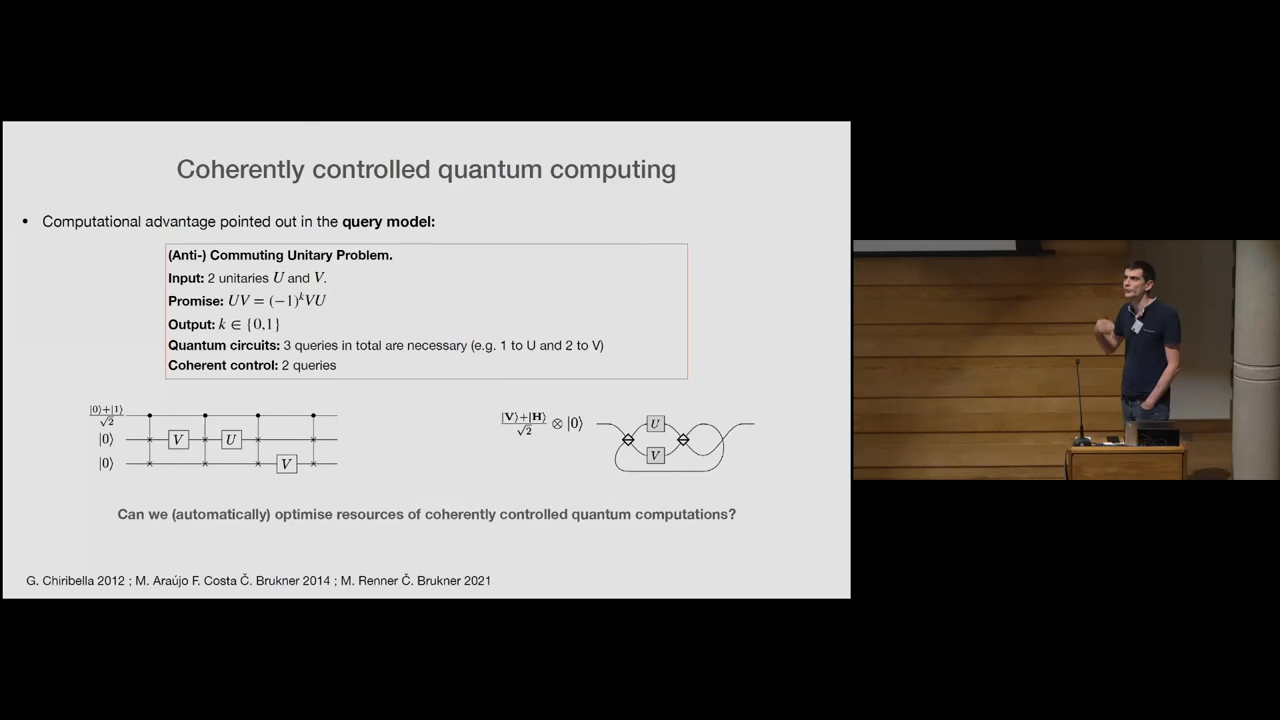 Coherently controlled quantum computing
• Computational advantage pointed out in the query model:
(Anti-) Commuting Unitary Problem.
Input: 2 unitaries U and V.
Promise: UV = (−1)^k VU
Output: k ∈ {0,1}
Quantum circuits: 3 queries in total are necessary (e.g. 1 to U and 2 to V)
Coherent control: 2 queries
|0⟩+|1⟩
√2
|0⟩ V U
|0⟩ V
|V⟩+|H⟩
√2 ⊗ |0⟩
U
V
Can we (automatically) optimise resources of coherently controlled quantum computations?
G. Chiribella 2012 ; M. Araújo F. Costa Č. Brukner 2014 ; M. Renner Č. Brukner 2021